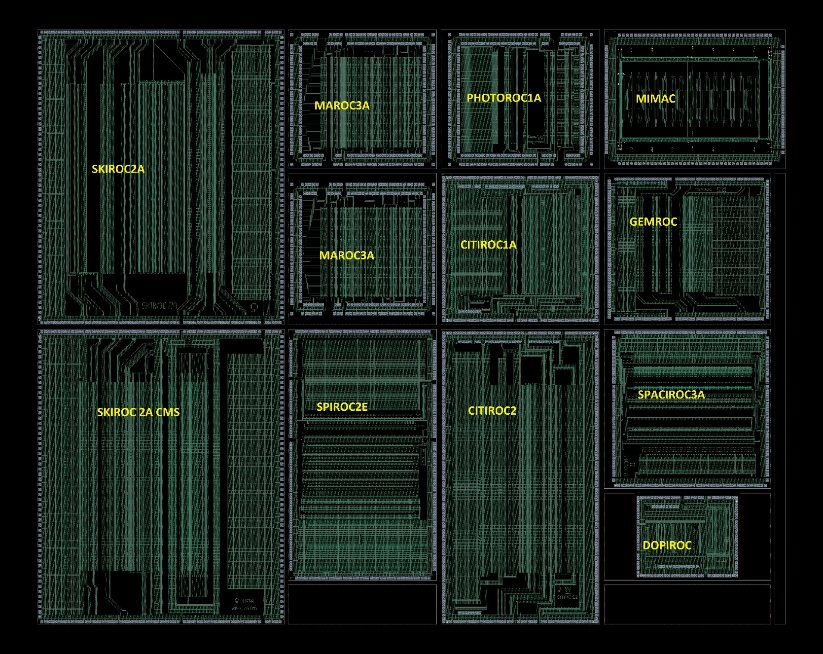 SKIROC2A
MAROC3A
PHOTOROC1A
MIMAC
MAROC3A
CITIROC1A
GEMROC
SKIROC 2A CMS
SPIROC2E
CITIROC2
SPACIROC3A
DOPIROC